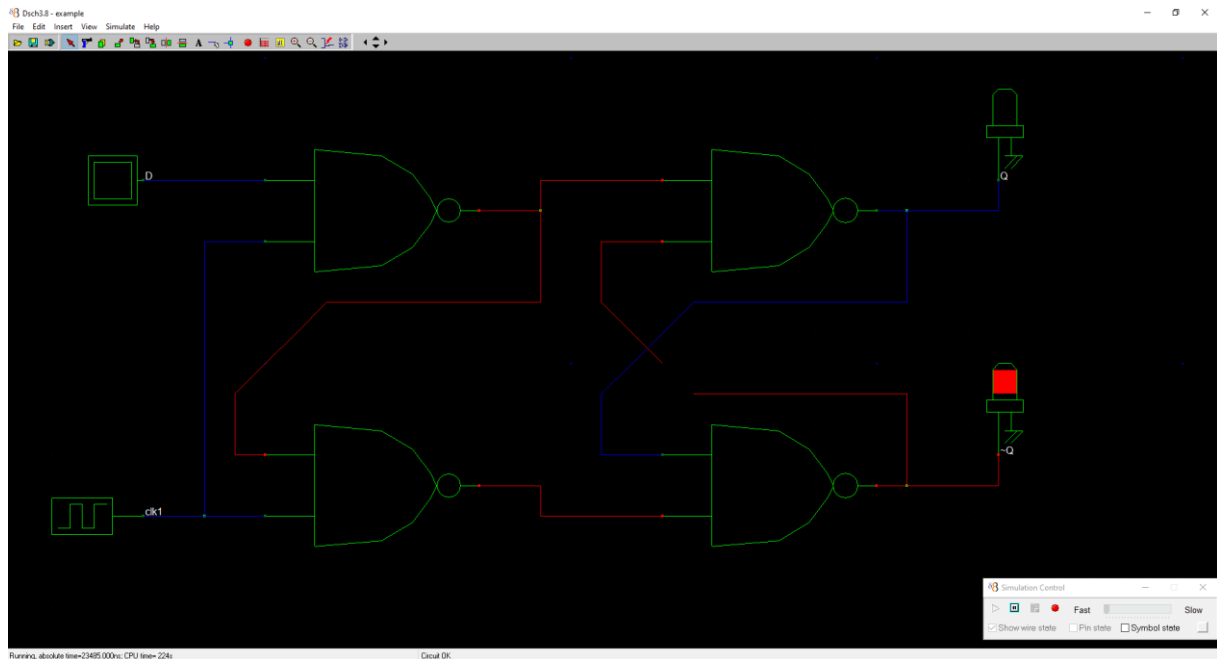 Dsch3.8 - example
File Edit Insert View Simulate Help
A
D
Q
clk1
~Q
Simulation Control
Fast
Slow
Show wire state
Pin state
Symbol state
Running, absolute time=23485.000ns; CPU time= 224s
Circuit OK